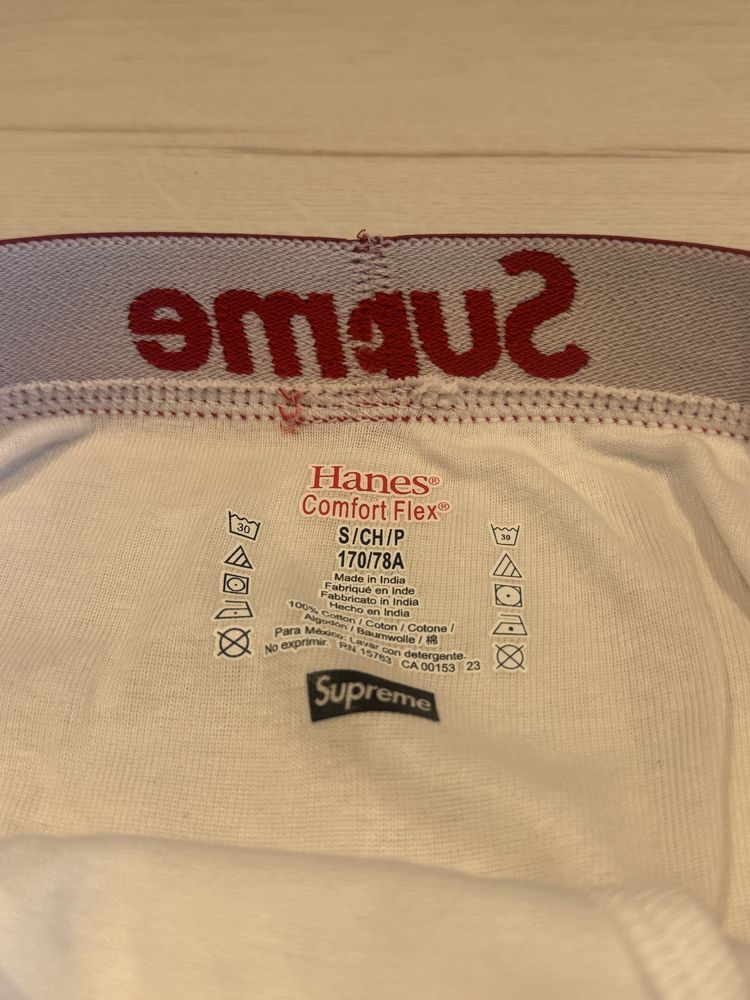 Supreme
Hanes®
Comfort Flex®
S/CH/P
170/78A
Made in India
Fabriqué en Inde
Fabbricato in India
Hecho en India
100% Cotton / Coton / Cotone /
Algodón / Baumwolle / 棉
Para México: Lavar con detergente.
No exprimir. RN 15763 CA 00153 23
30
30
Supreme